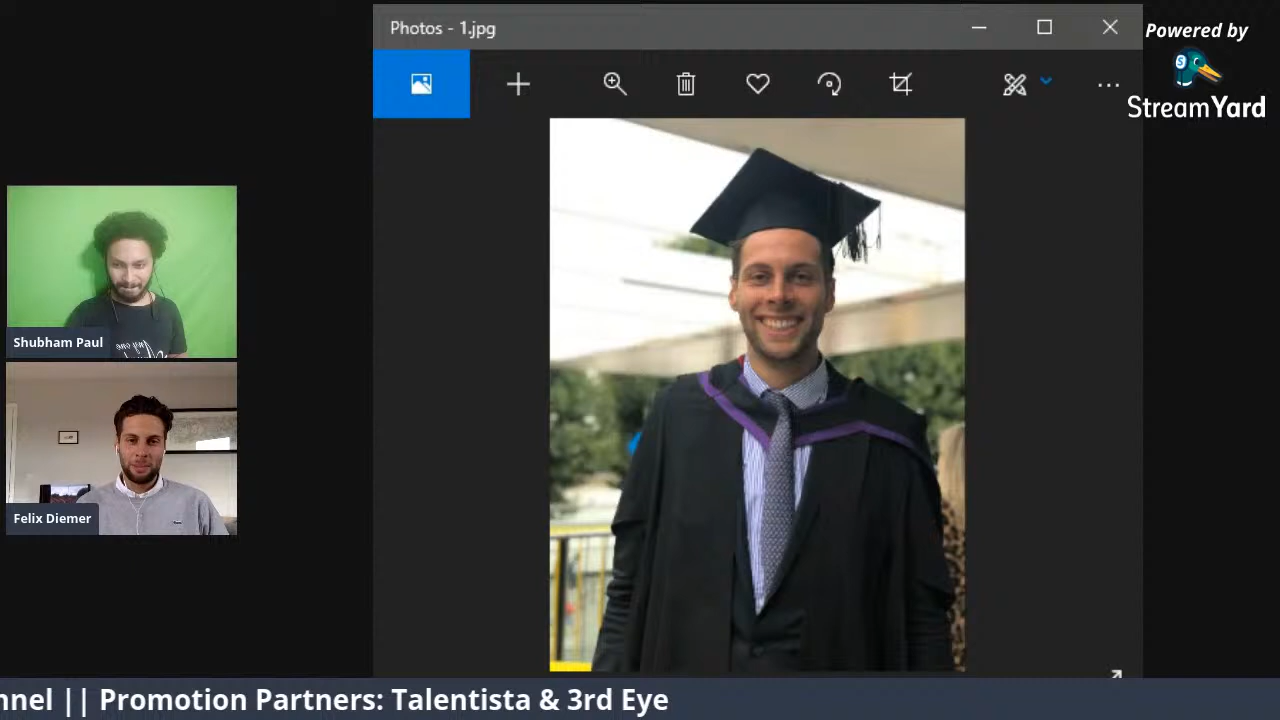 Photos - 1.jpg
Powered by
StreamYard
Shubham Paul
Felix Diemer
nnel || Promotion Partners: Talentista & 3rd Eye